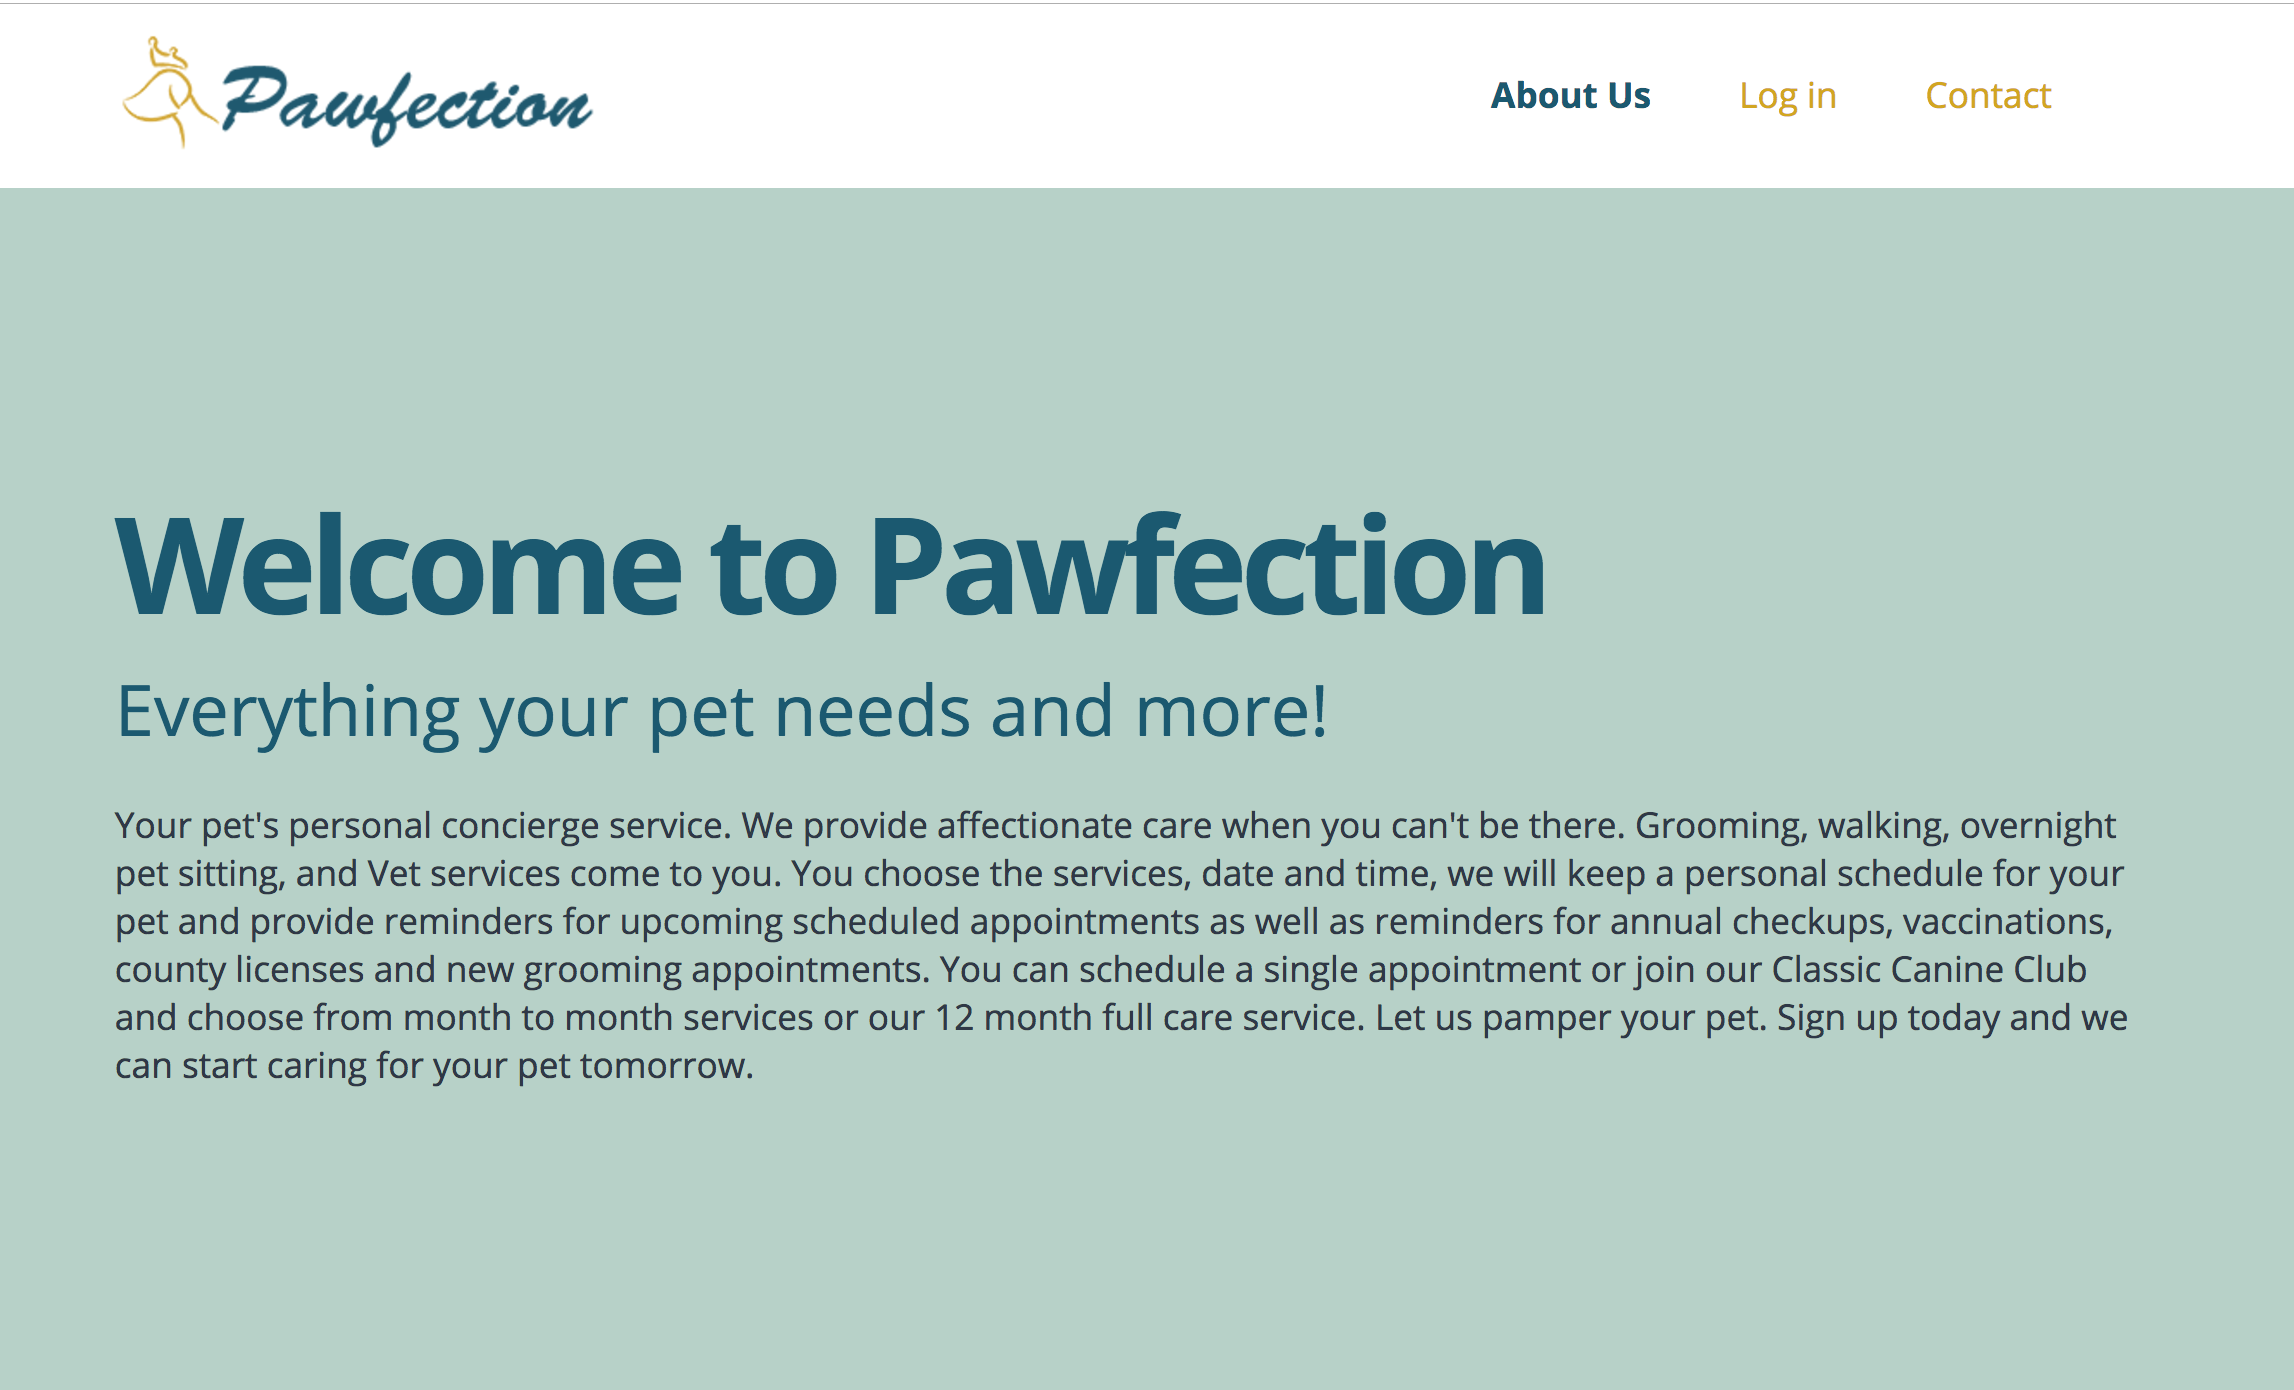 Pawfection
About Us
Log in
Contact
Welcome to Pawfection
Everything your pet needs and more!
Your pet's personal concierge service. We provide affectionate care when you can't be there. Grooming, walking, overnight
pet sitting, and Vet services come to you. You choose the services, date and time, we will keep a personal schedule for your
pet and provide reminders for upcoming scheduled appointments as well as reminders for annual checkups, vaccinations,
county licenses and new grooming appointments. You can schedule a single appointment or join our Classic Canine Club
and choose from month to month services or our 12 month full care service. Let us pamper your pet. Sign up today and we
can start caring for your pet tomorrow.